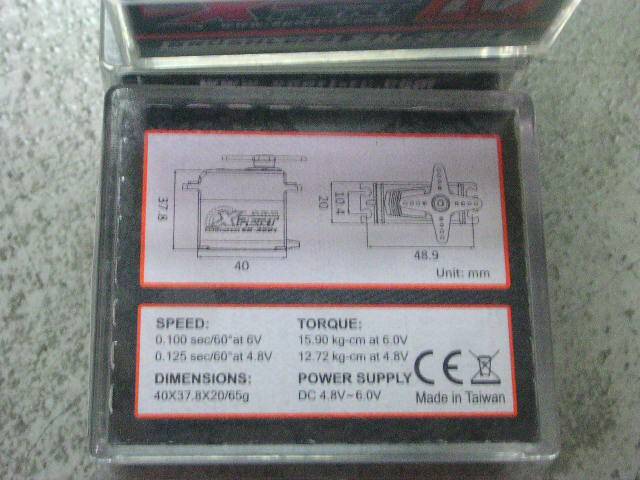 37.8
40
20
10.4
48.9
Unit: mm
SPEED:
0.100 sec/60°at 6V
0.125 sec/60°at 4.8V
DIMENSIONS:
40X37.8X20/65g
TORQUE:
15.90 kg-cm at 6.0V
12.72 kg-cm at 4.8V
POWER SUPPLY
DC 4.8V~6.0V
CE
Made in Taiwan